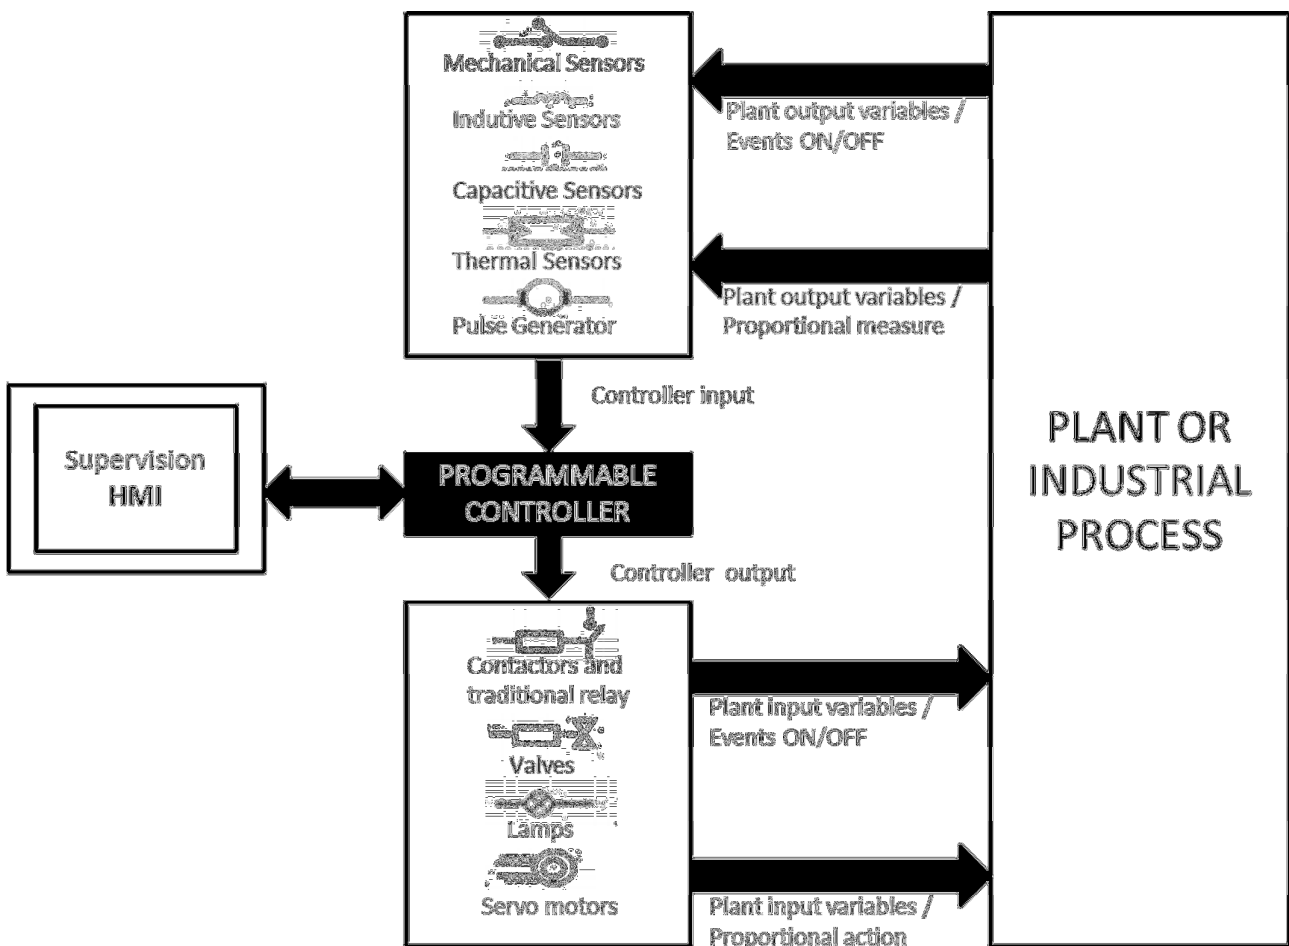 Mechanical Sensors
Indutive Sensors
Capacitive Sensors
Thermal Sensors
Pulse Generator
Plant output variables /
Events ON/OFF
Plant output variables /
Proportional measure
Controller input
Supervision
HMI
PROGRAMMABLE
CONTROLLER
PLANT OR
INDUSTRIAL
PROCESS
Controller output
Contactors and
traditional relay
Valves
Lamps
Servo motors
Plant input variables /
Events ON/OFF
Plant input variables /
Proportional action